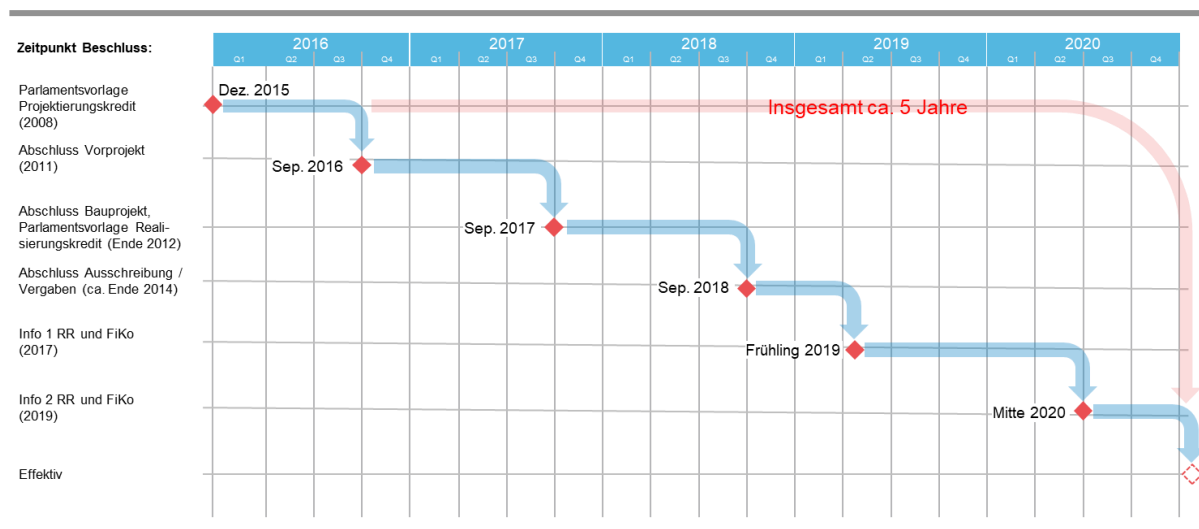 Zeitpunkt Beschluss:
2016 2017 2018 2019 2020
Q1 Q2 Q3 Q4 Q1 Q2 Q3 Q4 Q1 Q2 Q3 Q4 Q1 Q2 Q3 Q4 Q1 Q2 Q3 Q4
Parlamentsvorlage
Projektierungskredit
(2008)
Dez. 2015
Insgesamt ca. 5 Jahre
Abschluss Vorprojekt
(2011)
Sep. 2016
Abschluss Bauprojekt,
Parlamentsvorlage Reali-
sierungskredit (Ende 2012)
Sep. 2017
Abschluss Ausschreibung /
Vergaben (ca. Ende 2014)
Sep. 2018
Info 1 RR und FiKo
(2017)
Frühling 2019
Info 2 RR und FiKo
(2019)
Mitte 2020
Effektiv